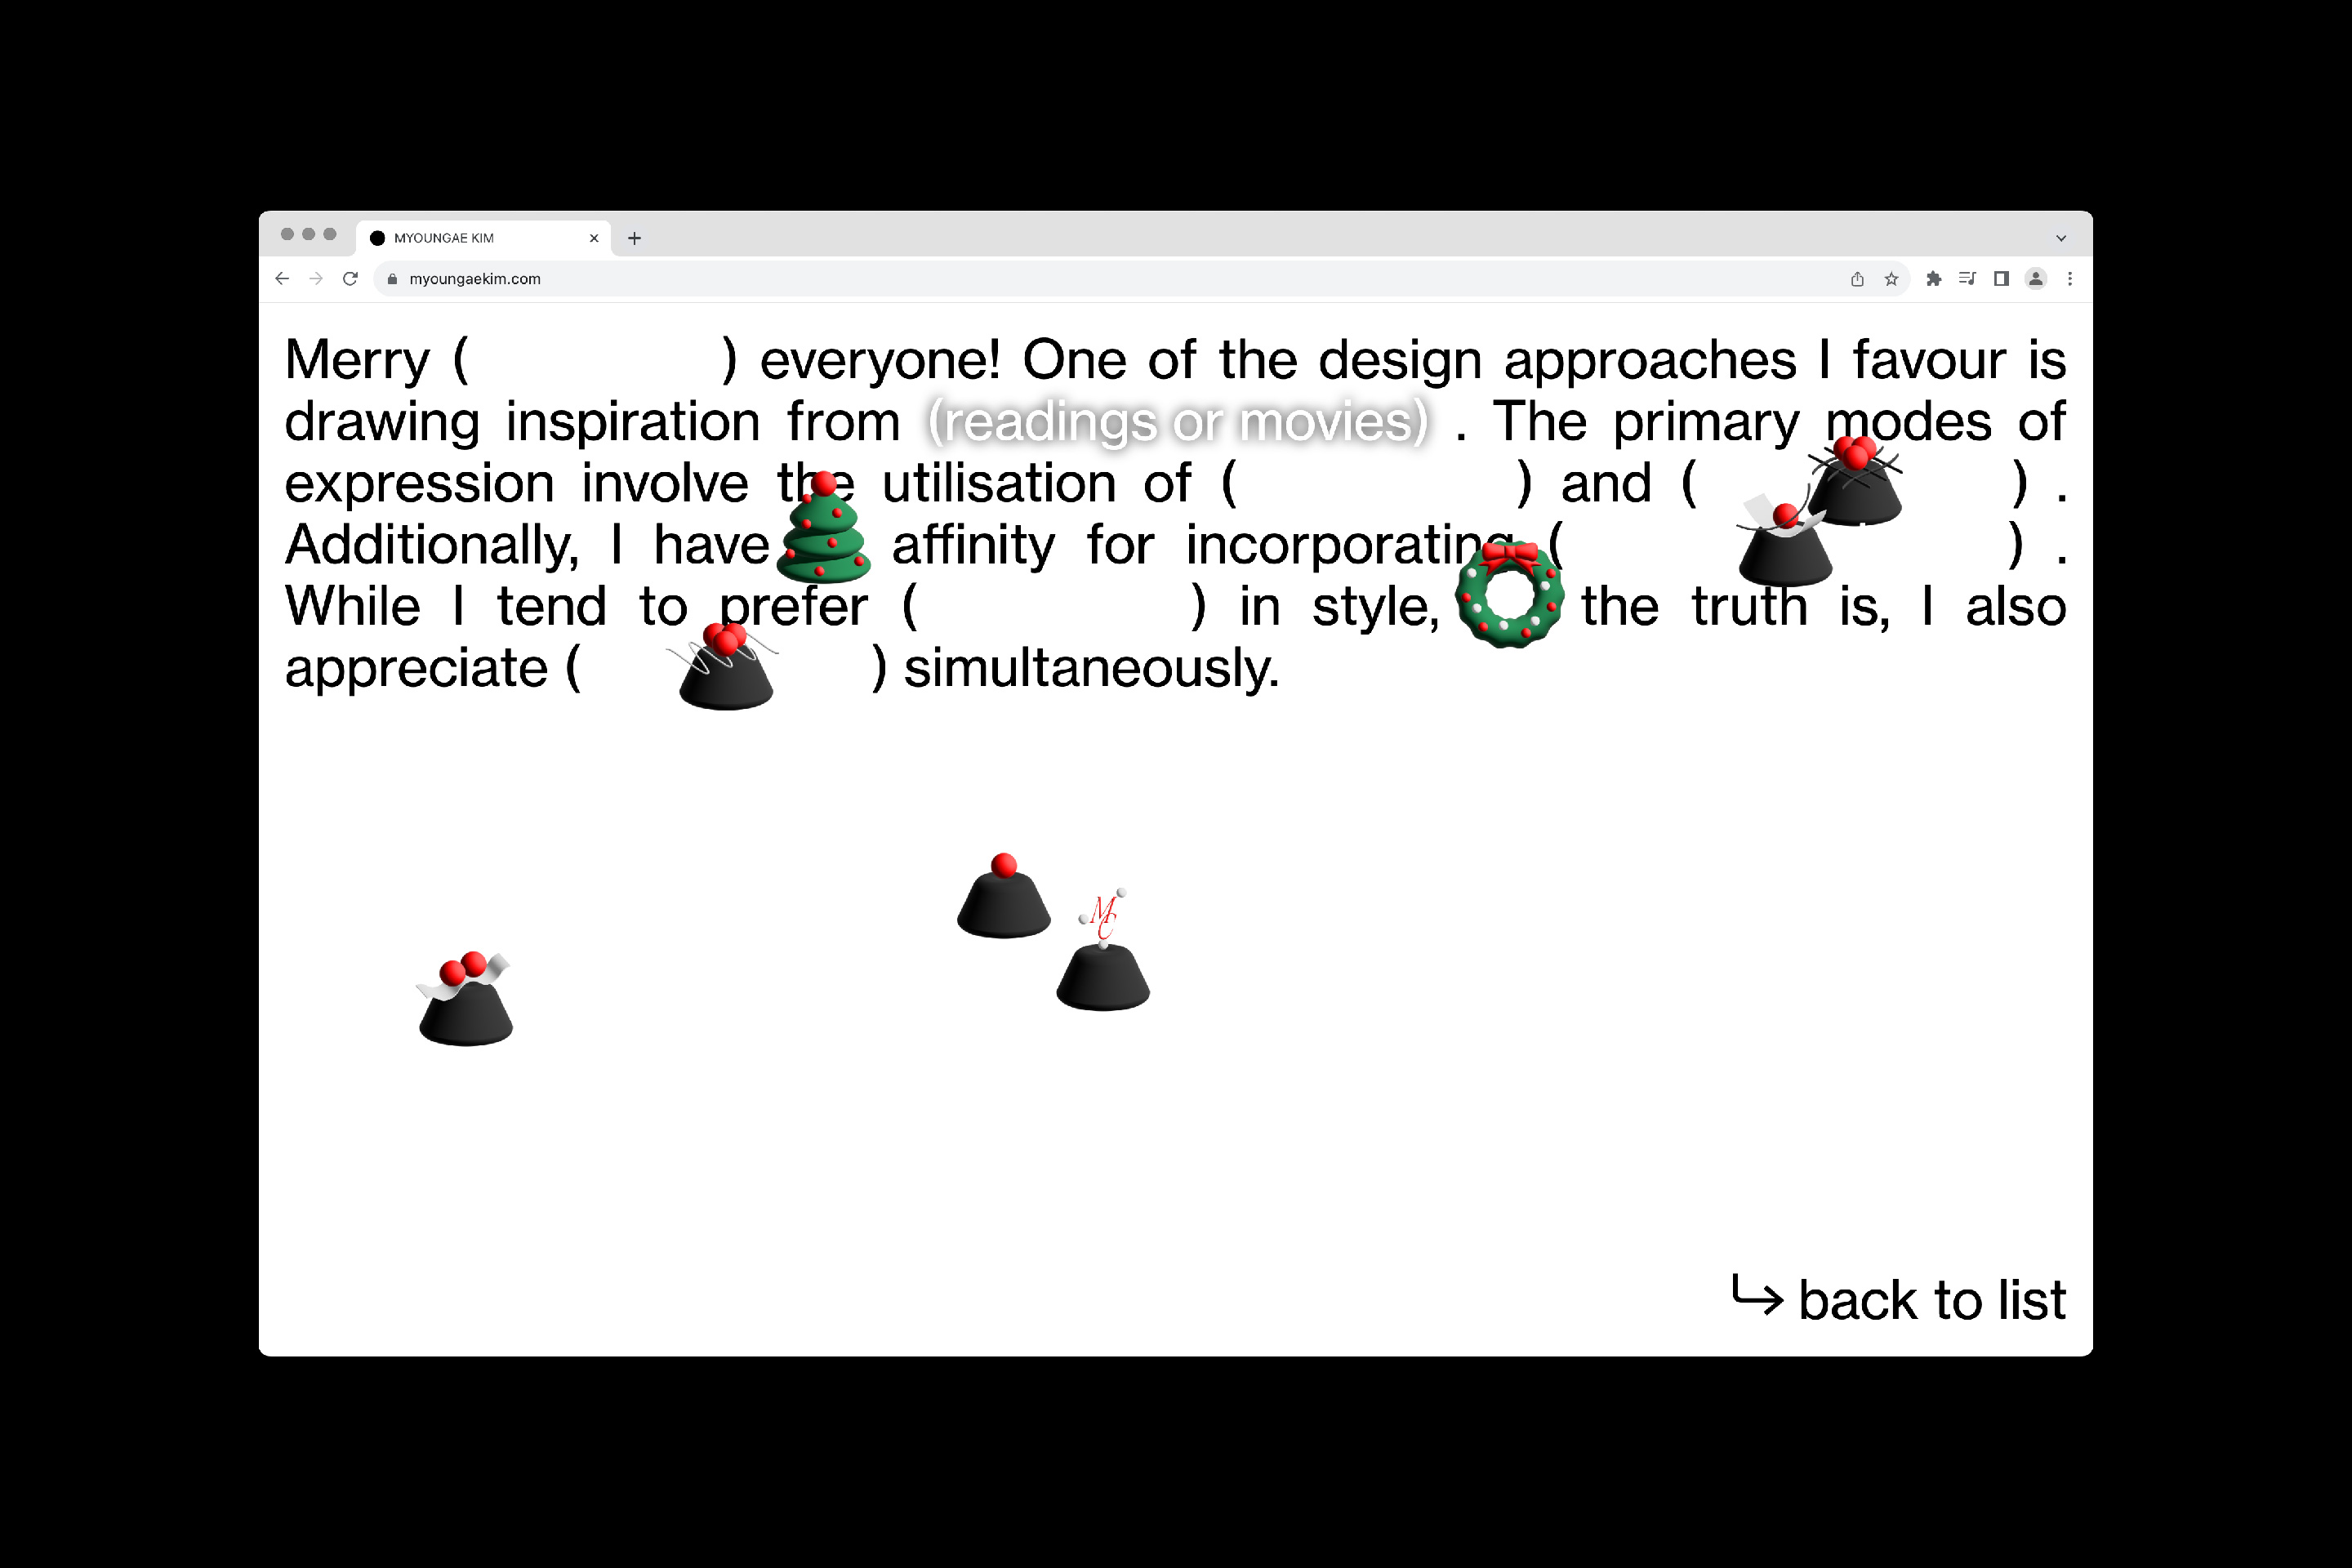 MYOUNGAE KIM
myoungaekim.com
Merry ( ) everyone! One of the design approaches I favour is
drawing inspiration from (readings or movies) . The primary modes of
expression involve the utilisation of ( ) and ( ) .
Additionally, I have affinity for incorporating ( ) .
While I tend to prefer ( ) in style, the truth is, I also
appreciate ( ) simultaneously.
MC
back to list